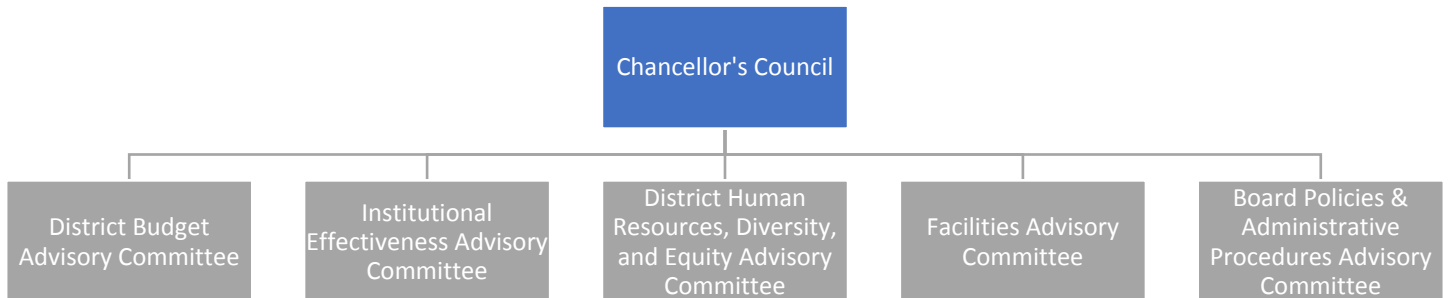 Chancellor's Council
District Budget
Advisory Committee
Institutional
Effectiveness Advisory
Committee
District Human
Resources, Diversity,
and Equity Advisory
Committee
Facilities Advisory
Committee
Board Policies &
Administrative
Procedures Advisory
Committee